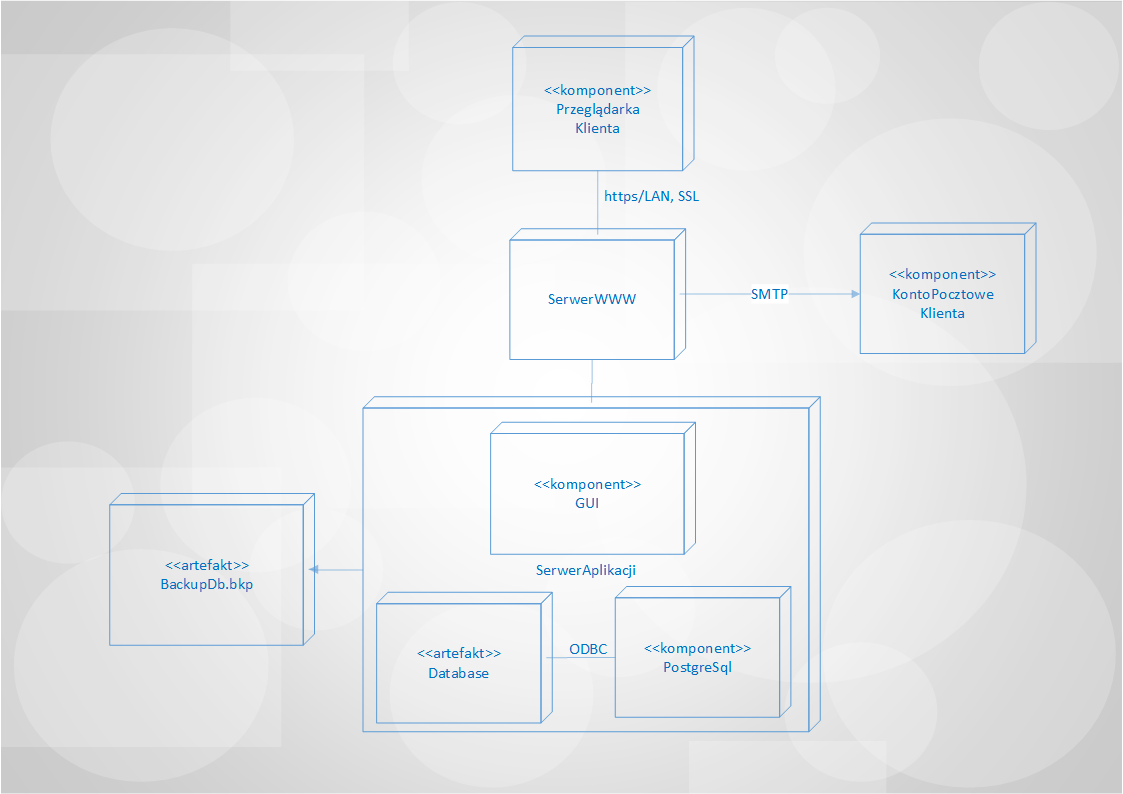 <<komponent>>
Przeglądarka
Klienta
https/LAN, SSL
SerwerWWW
SMTP
<<komponent>>
KontoPocztowe
Klienta
<<komponent>>
GUI
SerwerAplikacji
<<artefakt>>
BackupDb.bkp
<<artefakt>>
Database
ODBC
<<komponent>>
PostgreSql